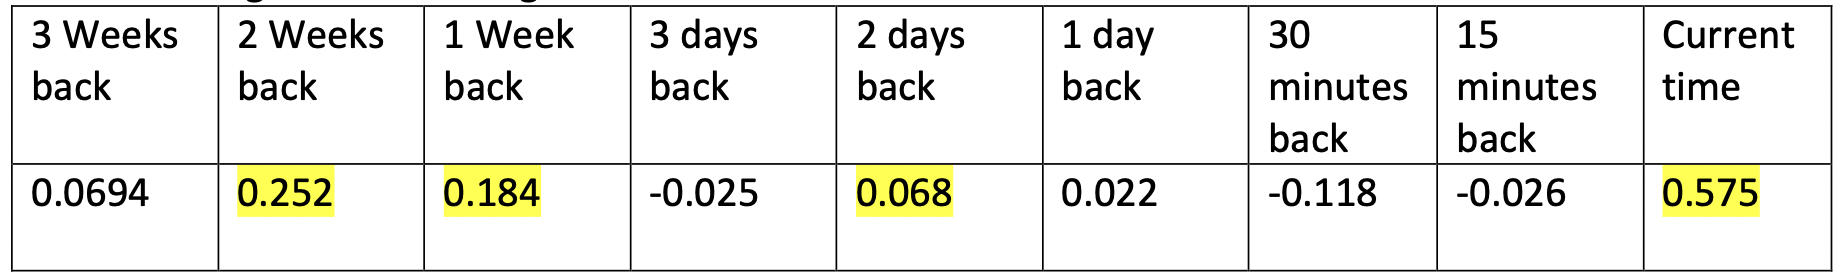 3 Weeks back
2 Weeks back
1 Week back
3 days back
2 days back
1 day back
30 minutes back
15 minutes back
Current time
0.0694
0.252
0.184
-0.025
0.068
0.022
-0.118
-0.026
0.575